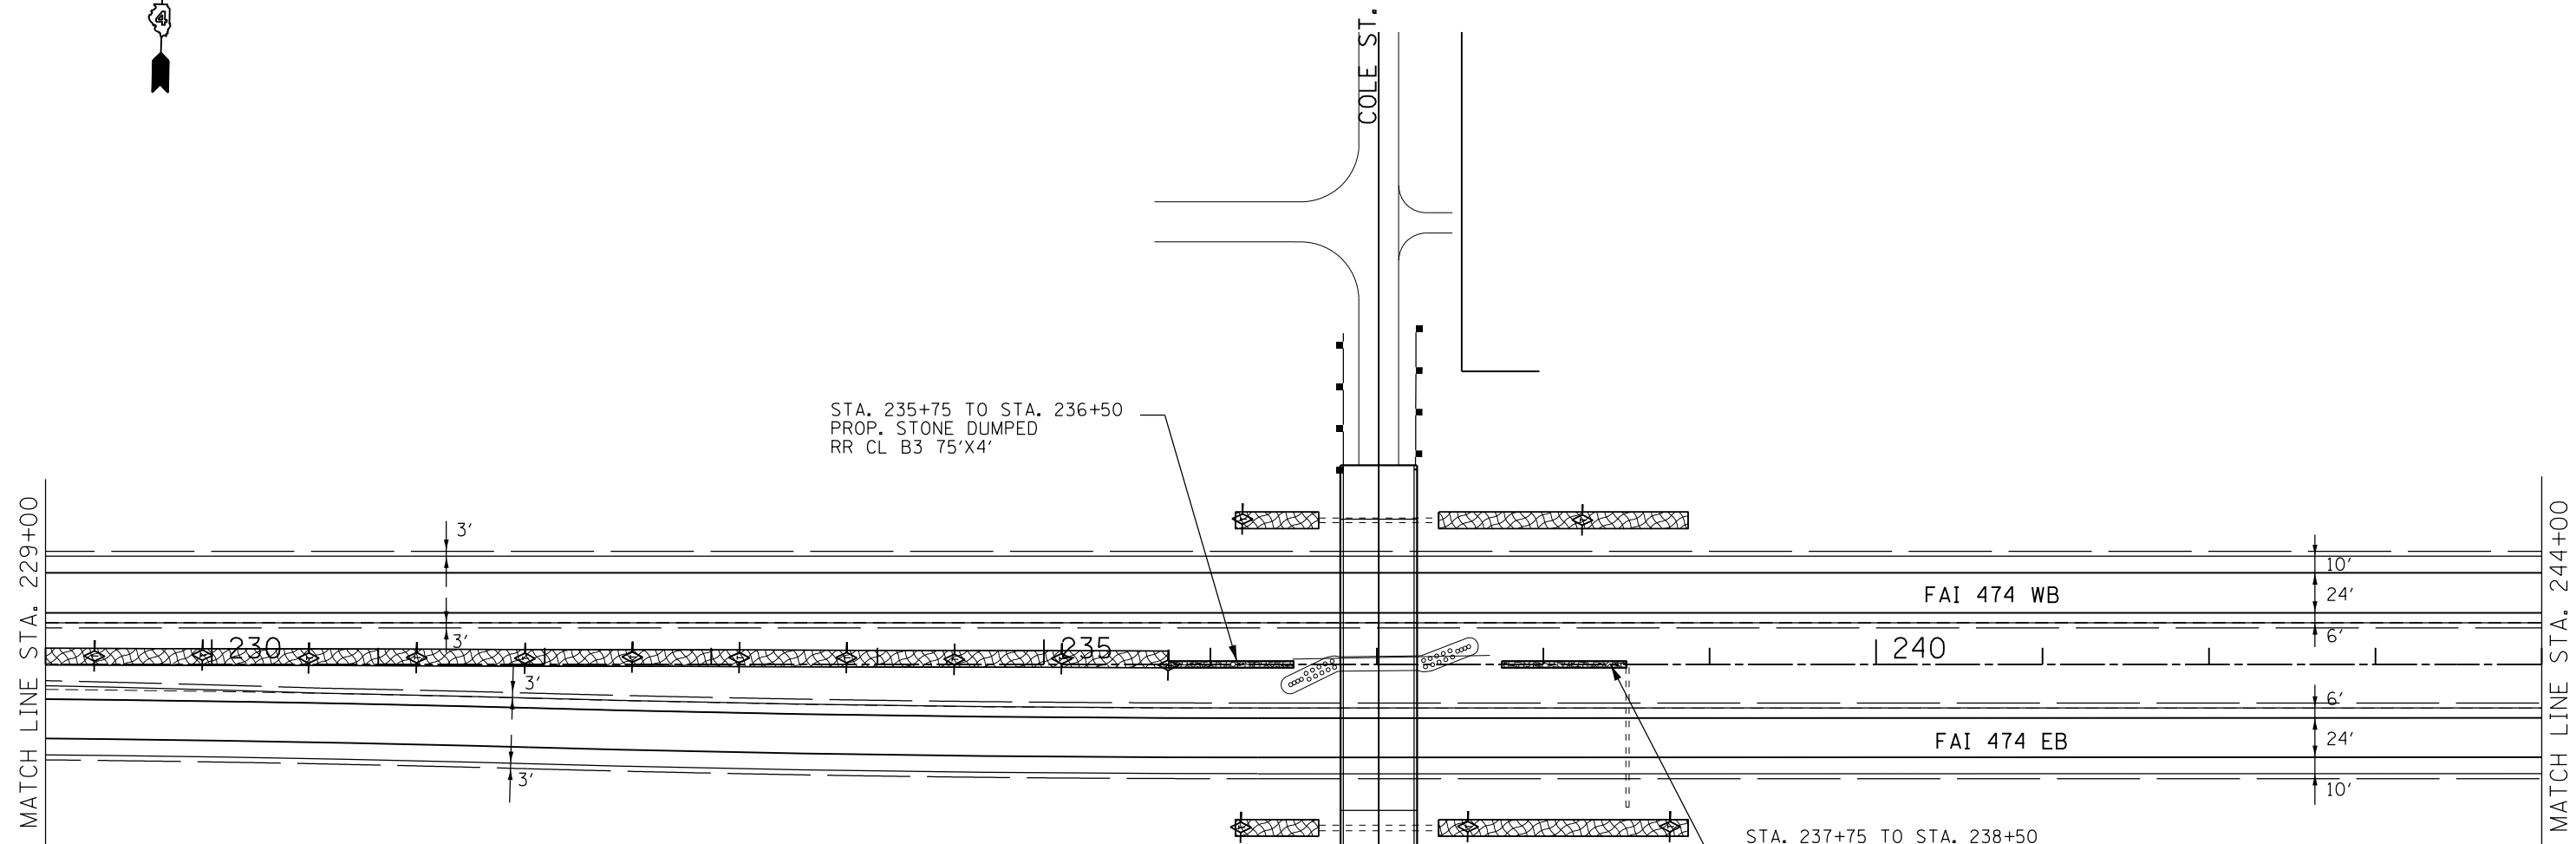 4
COLE ST.
STA. 235+75 TO STA. 236+50
PROP. STONE DUMPED
RR CL B3 75'X4'
MATCH LINE STA. 229+00
MATCH LINE STA. 244+00
3'
10'
FAI 474 WB
24'
3'
6'
230
235
240
3'
6'
FAI 474 EB
24'
3'
10'
STA. 237+75 TO STA. 238+50